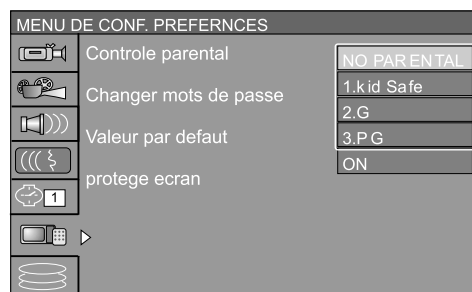 MENU DE CONF. PREFERNCES
Controle parental
Changer mots de passe
Valeur par defaut
protege ecran
NO PARENTAL
1.kid Safe
2.G
3.PG
ON
1